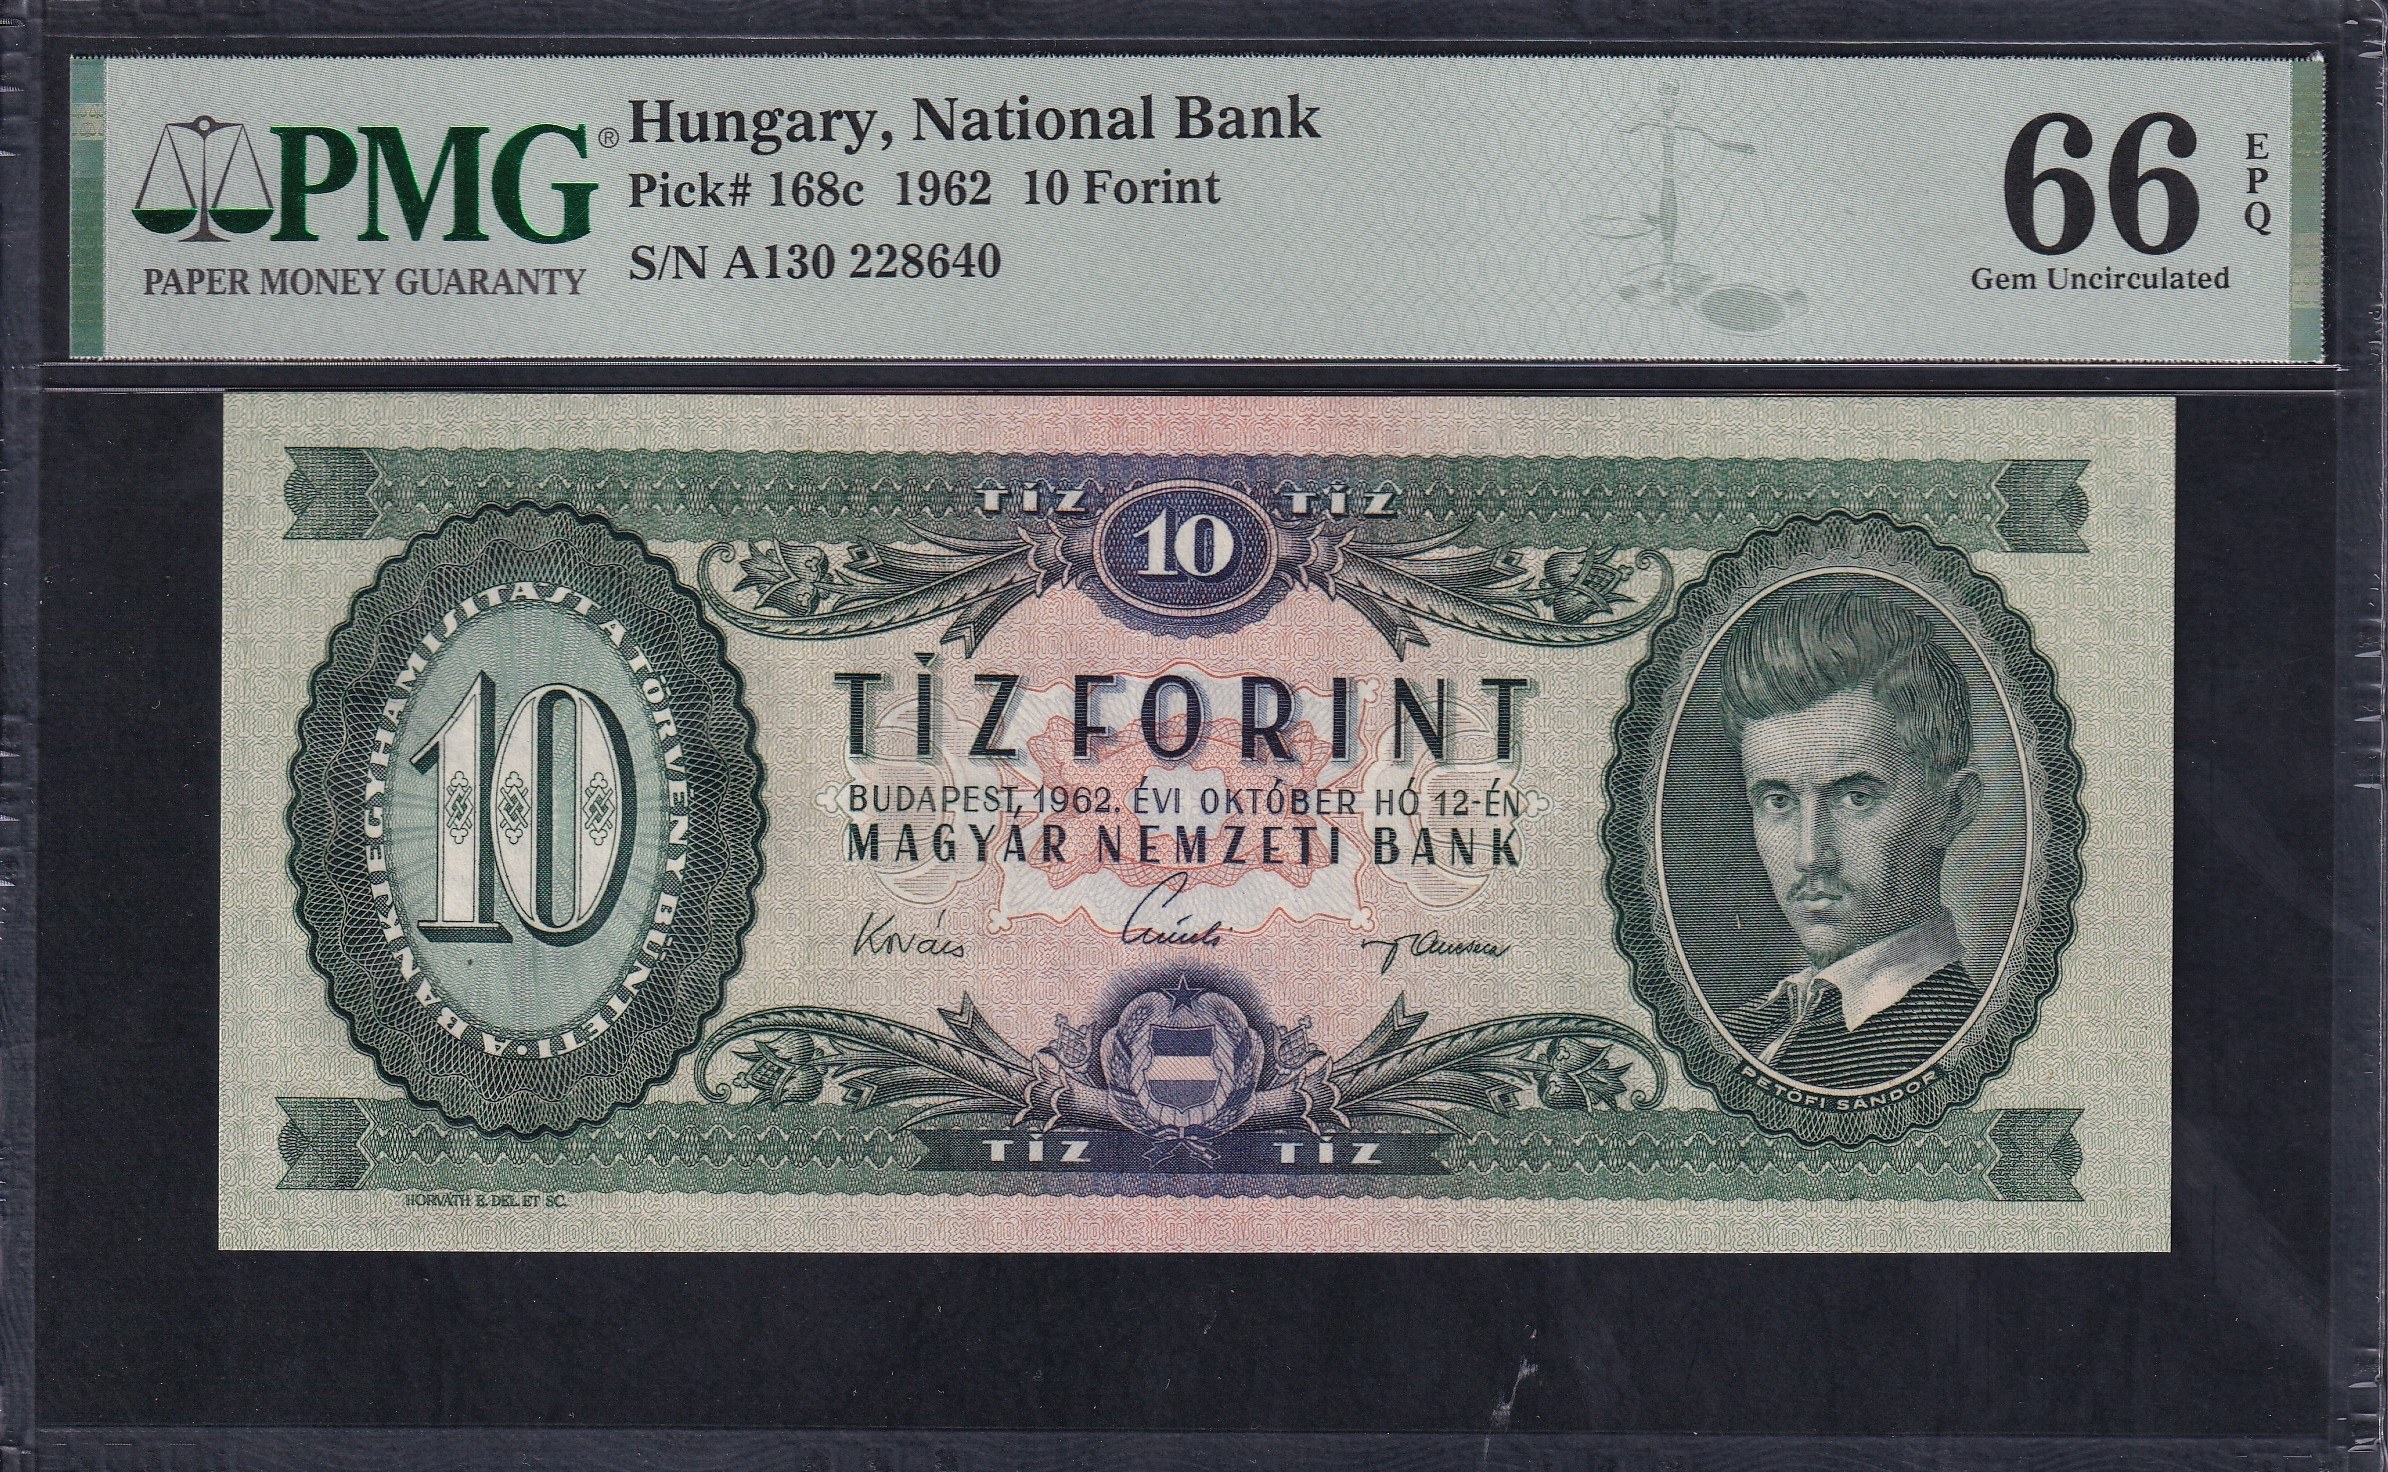 PMG®
PAPER MONEY GUARANTY
Hungary, National Bank
Pick# 168c 1962 10 Forint
S/N A130 228640
66
EPQ
Gem Uncirculated
TÍZ 10 TÍZ
A BANKJEGYHAMISÍTÁST A TÖRVÉNY BÜNTETI.
10
TÍZ FORINT
BUDAPEST, 1962. ÉVI OKTÓBER HÓ 12-ÉN
MAGYAR NEMZETI BANK
Kovács
PETŐFI SÁNDOR
TÍZ TÍZ
HORVÁTH E. DEL. ET SC.